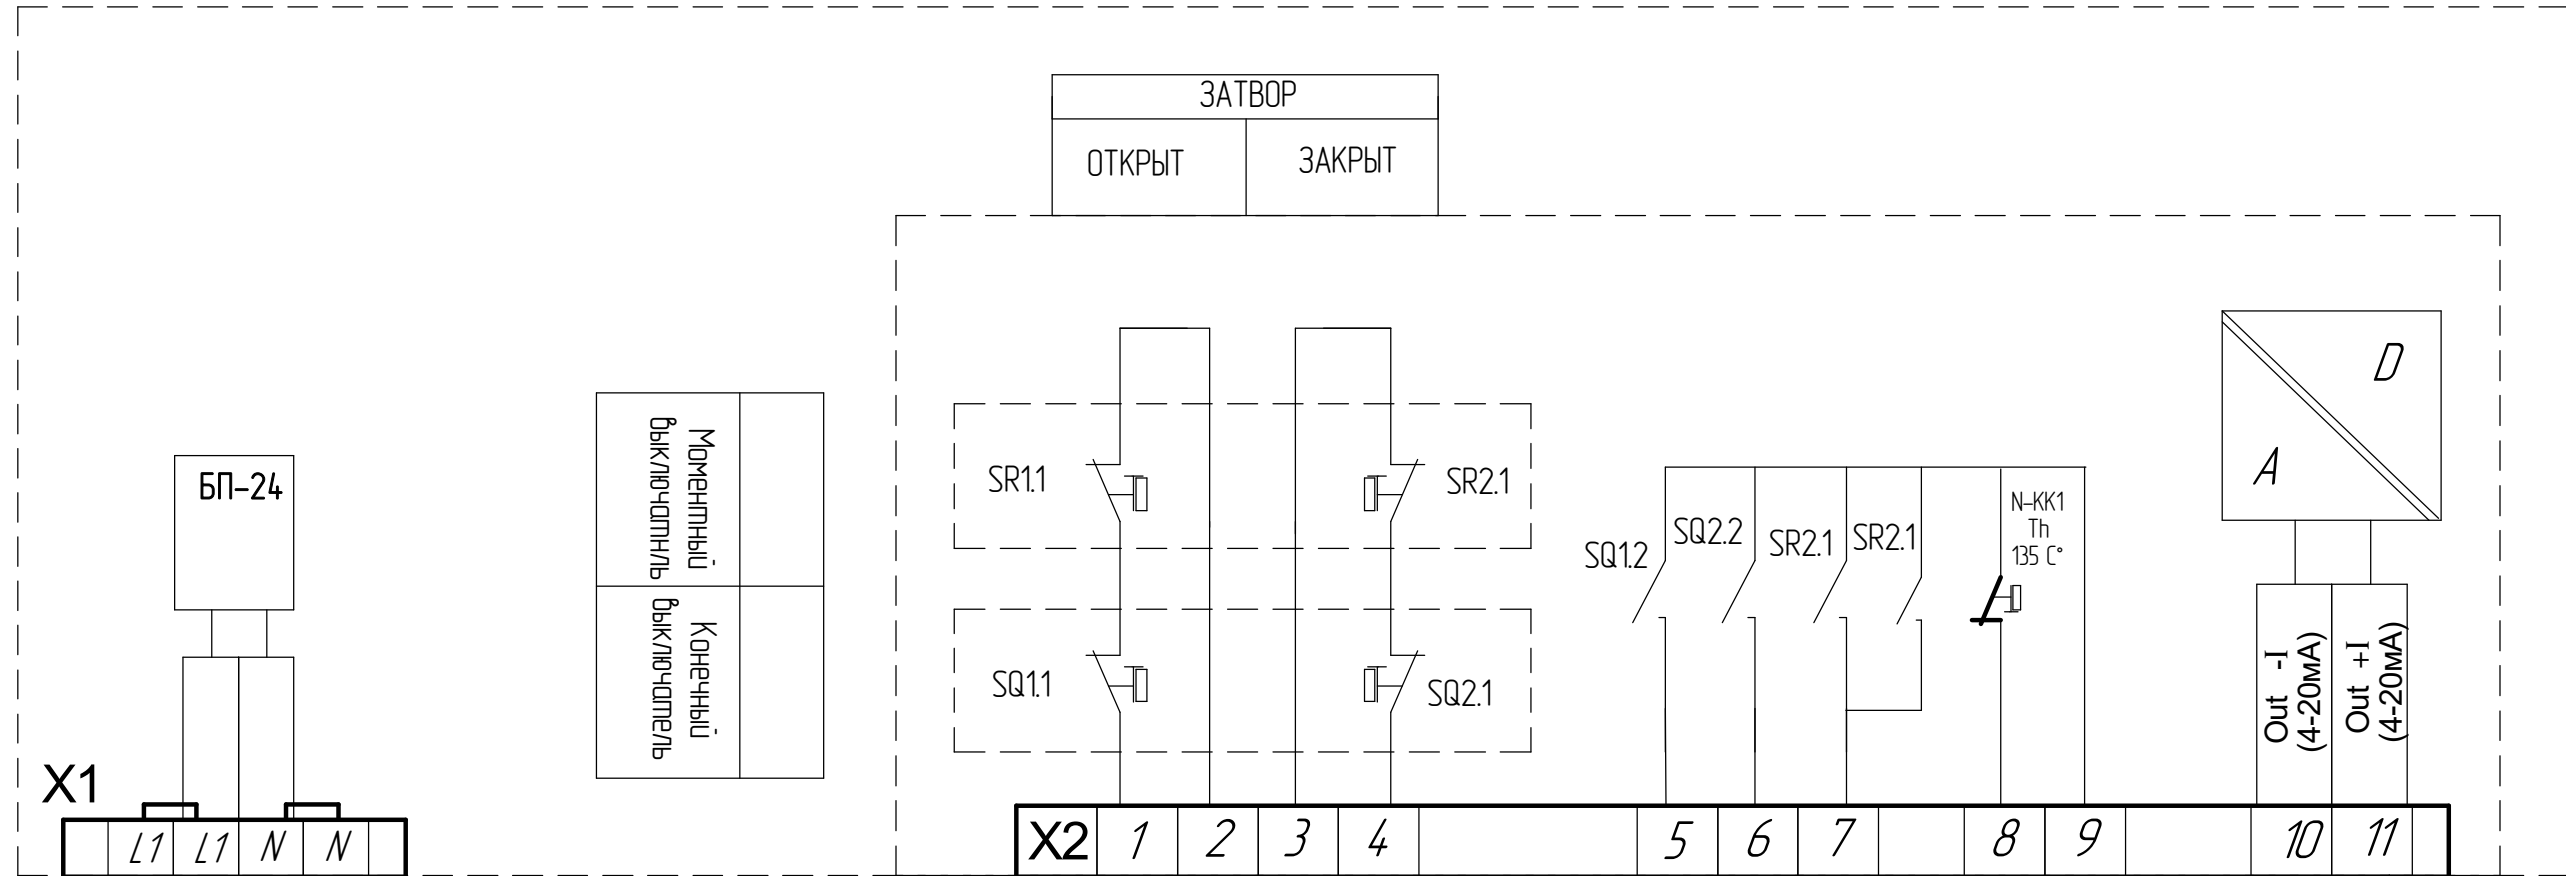 ЗАТВОР
ОТКРЫТ
ЗАКРЫТ
БП-24
Моментный
выключатнль
Конечный
выключатель
SR1.1
SR2.1
SQ1.1
SQ2.1
SQ1.2
SQ2.2
SR2.1
SR2.1
N-KK1
Th
135 C°
D
A
Out -I
(4-20мА)
Out +I
(4-20мА)
X1
L1 L1 N N
X2 1 2 3 4 5 6 7 8 9 10 11